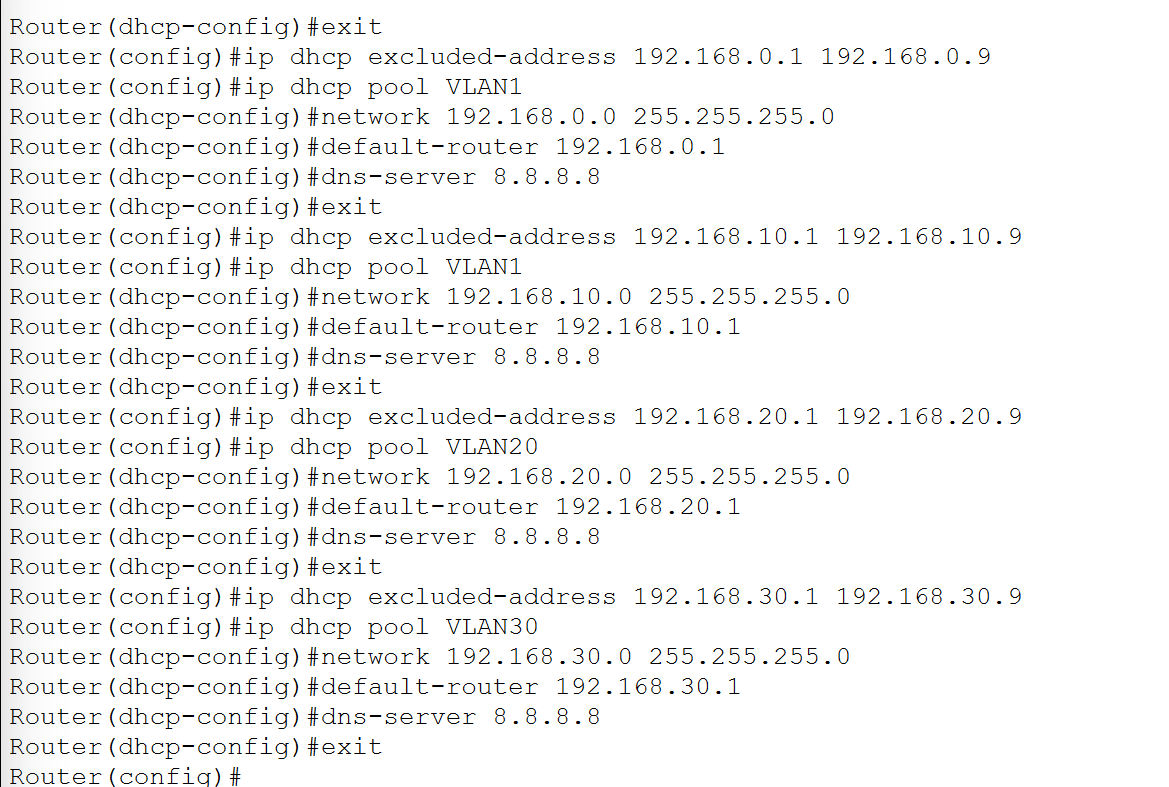 Router(dhcp-config)#exit
Router(config)#ip dhcp excluded-address 192.168.0.1 192.168.0.9
Router(config)#ip dhcp pool VLAN1
Router(dhcp-config)#network 192.168.0.0 255.255.255.0
Router(dhcp-config)#default-router 192.168.0.1
Router(dhcp-config)#dns-server 8.8.8.8
Router(dhcp-config)#exit
Router(config)#ip dhcp excluded-address 192.168.10.1 192.168.10.9
Router(config)#ip dhcp pool VLAN1
Router(dhcp-config)#network 192.168.10.0 255.255.255.0
Router(dhcp-config)#default-router 192.168.10.1
Router(dhcp-config)#dns-server 8.8.8.8
Router(dhcp-config)#exit
Router(config)#ip dhcp excluded-address 192.168.20.1 192.168.20.9
Router(config)#ip dhcp pool VLAN20
Router(dhcp-config)#network 192.168.20.0 255.255.255.0
Router(dhcp-config)#default-router 192.168.20.1
Router(dhcp-config)#dns-server 8.8.8.8
Router(dhcp-config)#exit
Router(config)#ip dhcp excluded-address 192.168.30.1 192.168.30.9
Router(config)#ip dhcp pool VLAN30
Router(dhcp-config)#network 192.168.30.0 255.255.255.0
Router(dhcp-config)#default-router 192.168.30.1
Router(dhcp-config)#dns-server 8.8.8.8
Router(dhcp-config)#exit
Router(config)#